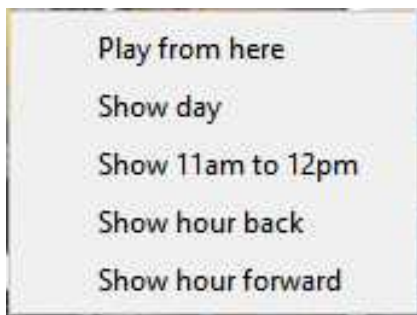 Play from here
Show day
Show 11am to 12pm
Show hour back
Show hour forward